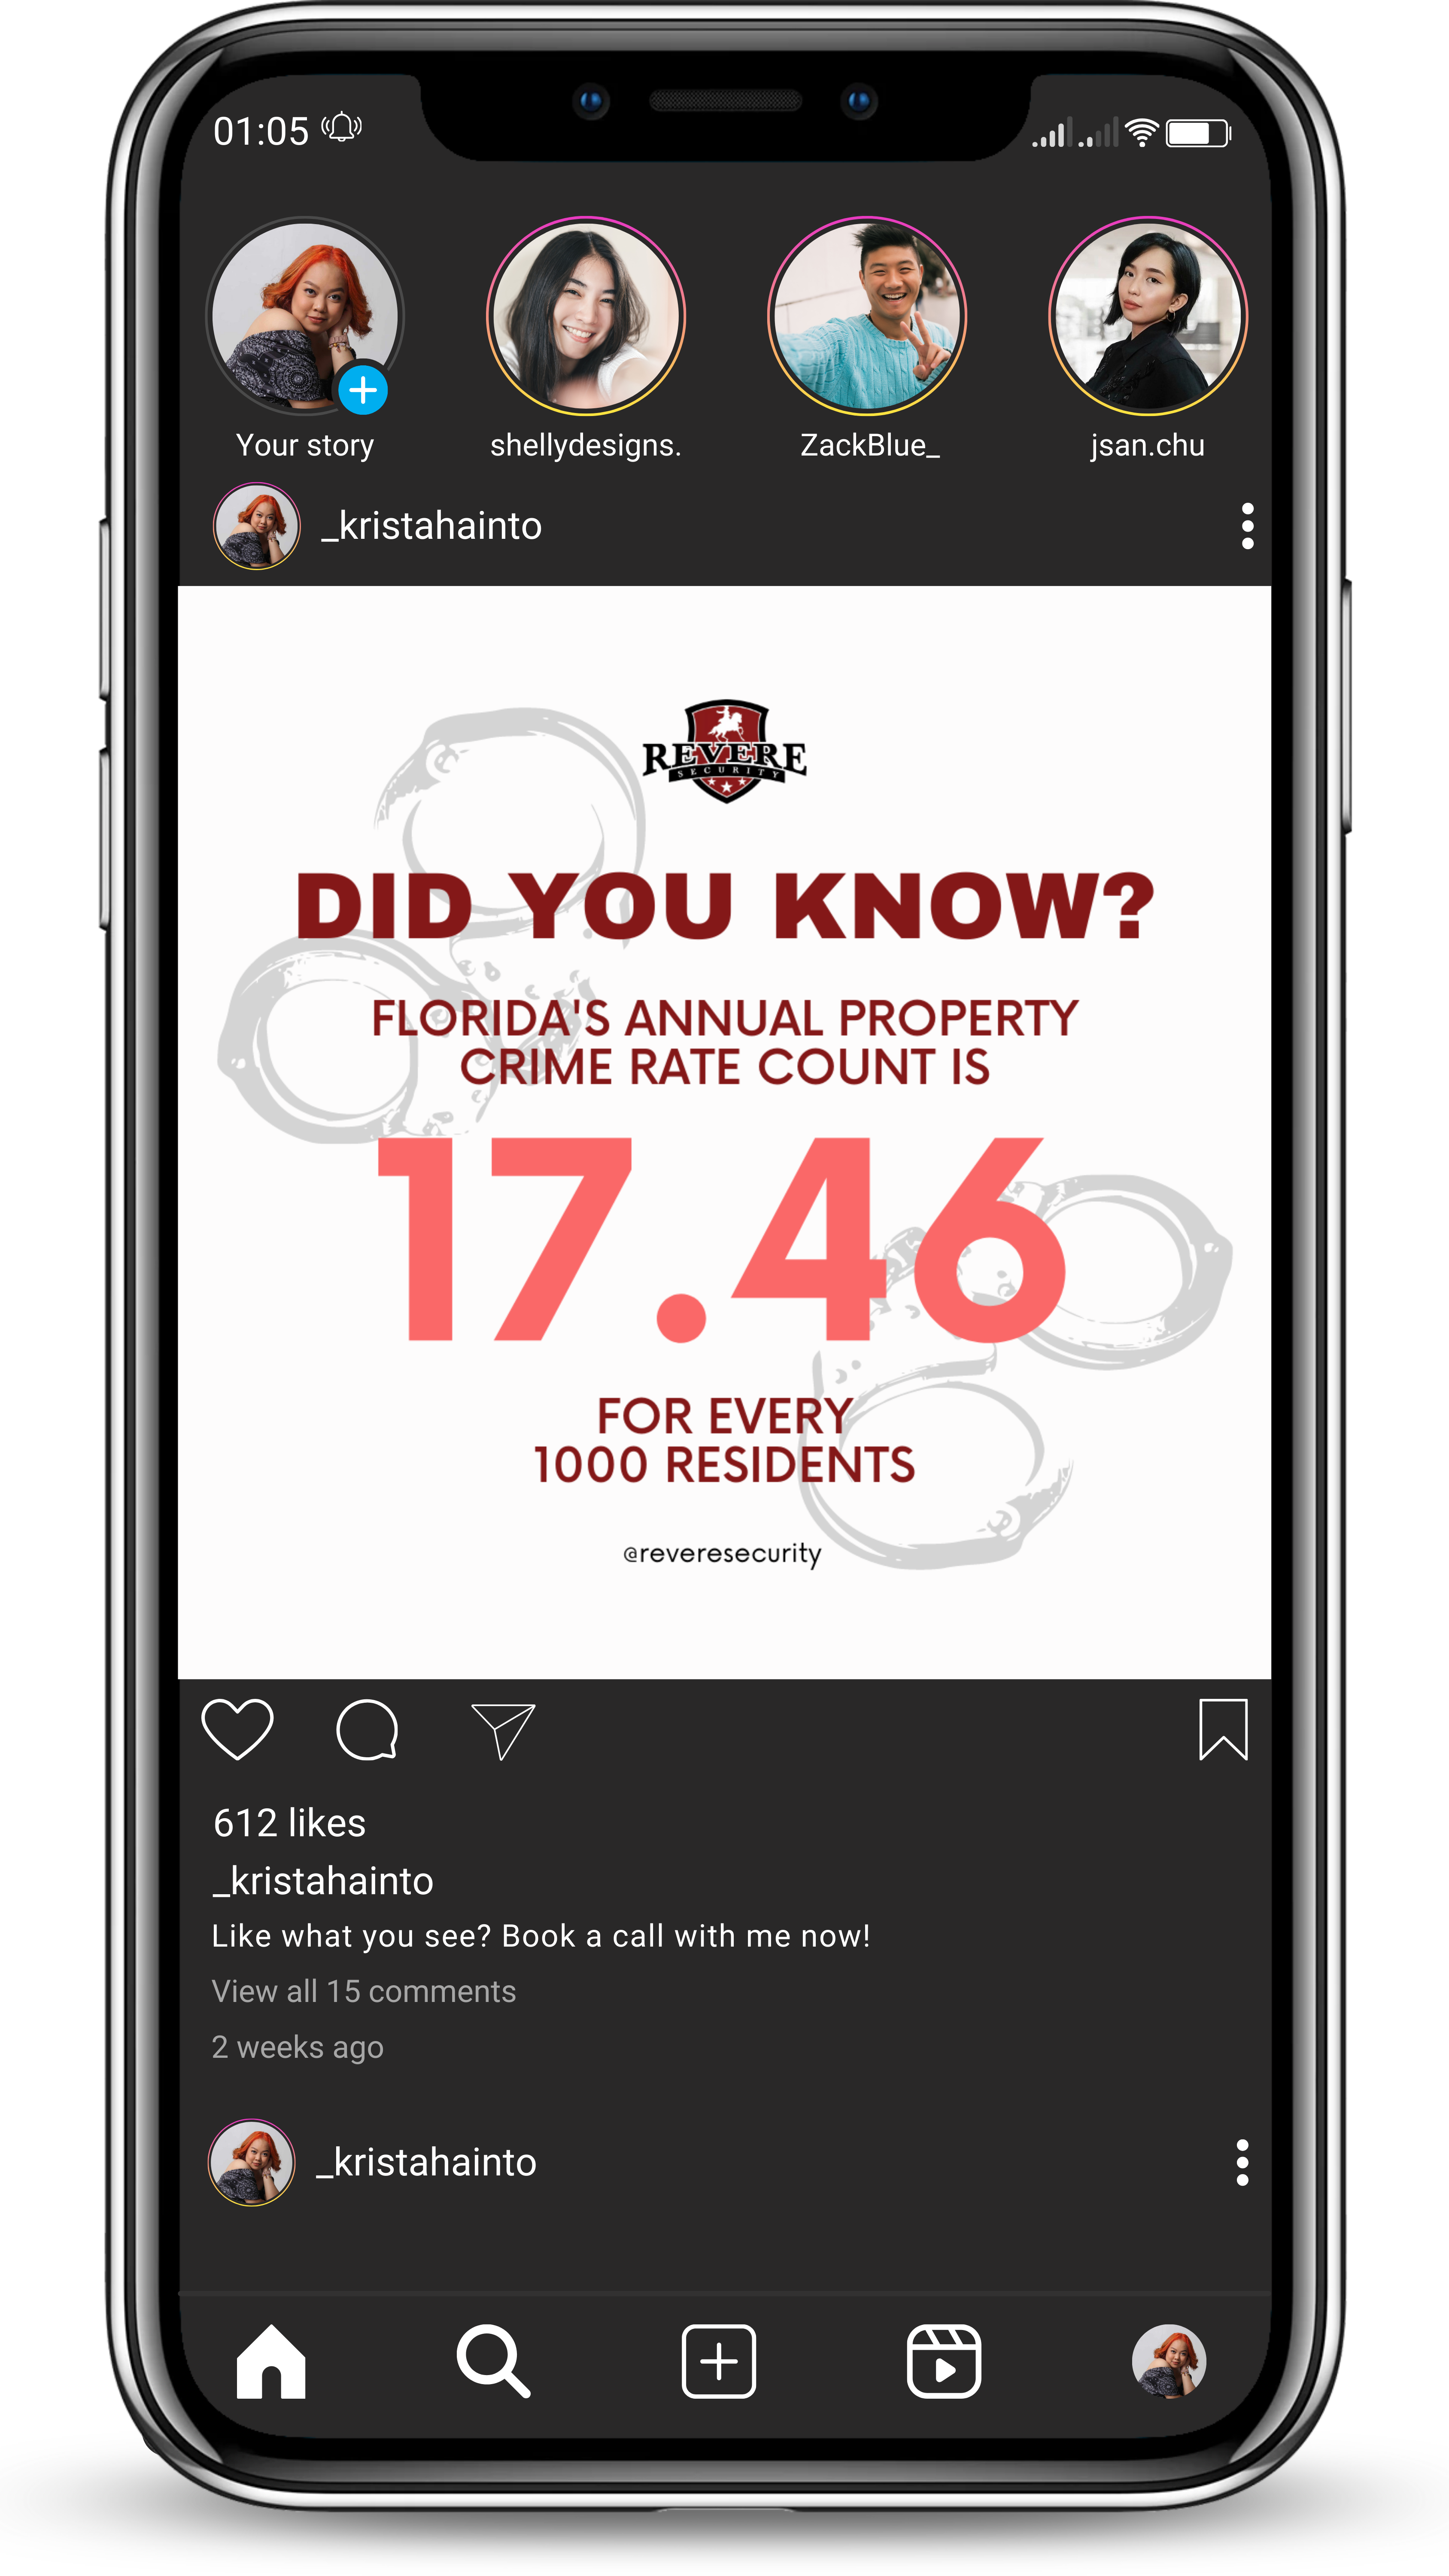 01:05
Your story
shellydesigns.
ZackBlue_
jsan.chu
_kristahainto
REVERE
SECURITY
DID YOU KNOW?
FLORIDA'S ANNUAL PROPERTY
CRIME RATE COUNT IS
17.46
FOR EVERY
1000 RESIDENTS
@reveresecurity
612 likes
_kristahainto
Like what you see? Book a call with me now!
View all 15 comments
2 weeks ago
_kristahainto